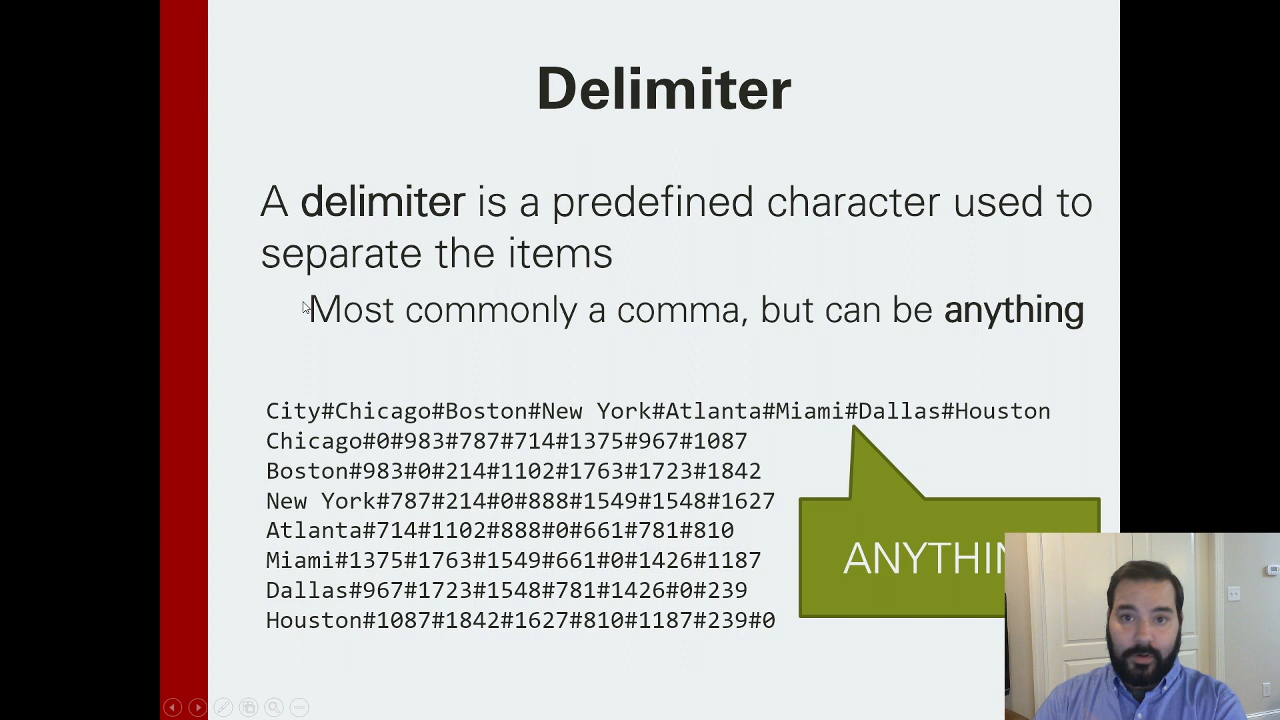 Delimiter
A delimiter is a predefined character used to
separate the items
Most commonly a comma, but can be anything
City#Chicago#Boston#New York#Atlanta#Miami#Dallas#Houston
Chicago#0#983#787#714#1375#967#1087
Boston#983#0#214#1102#1763#1723#1842
New York#787#214#0#888#1549#1548#1627
Atlanta#714#1102#888#0#661#781#810
Miami#1375#1763#1549#661#0#1426#1187
Dallas#967#1723#1548#781#1426#0#239
Houston#1087#1842#1627#810#1187#239#0
ANYTHIN